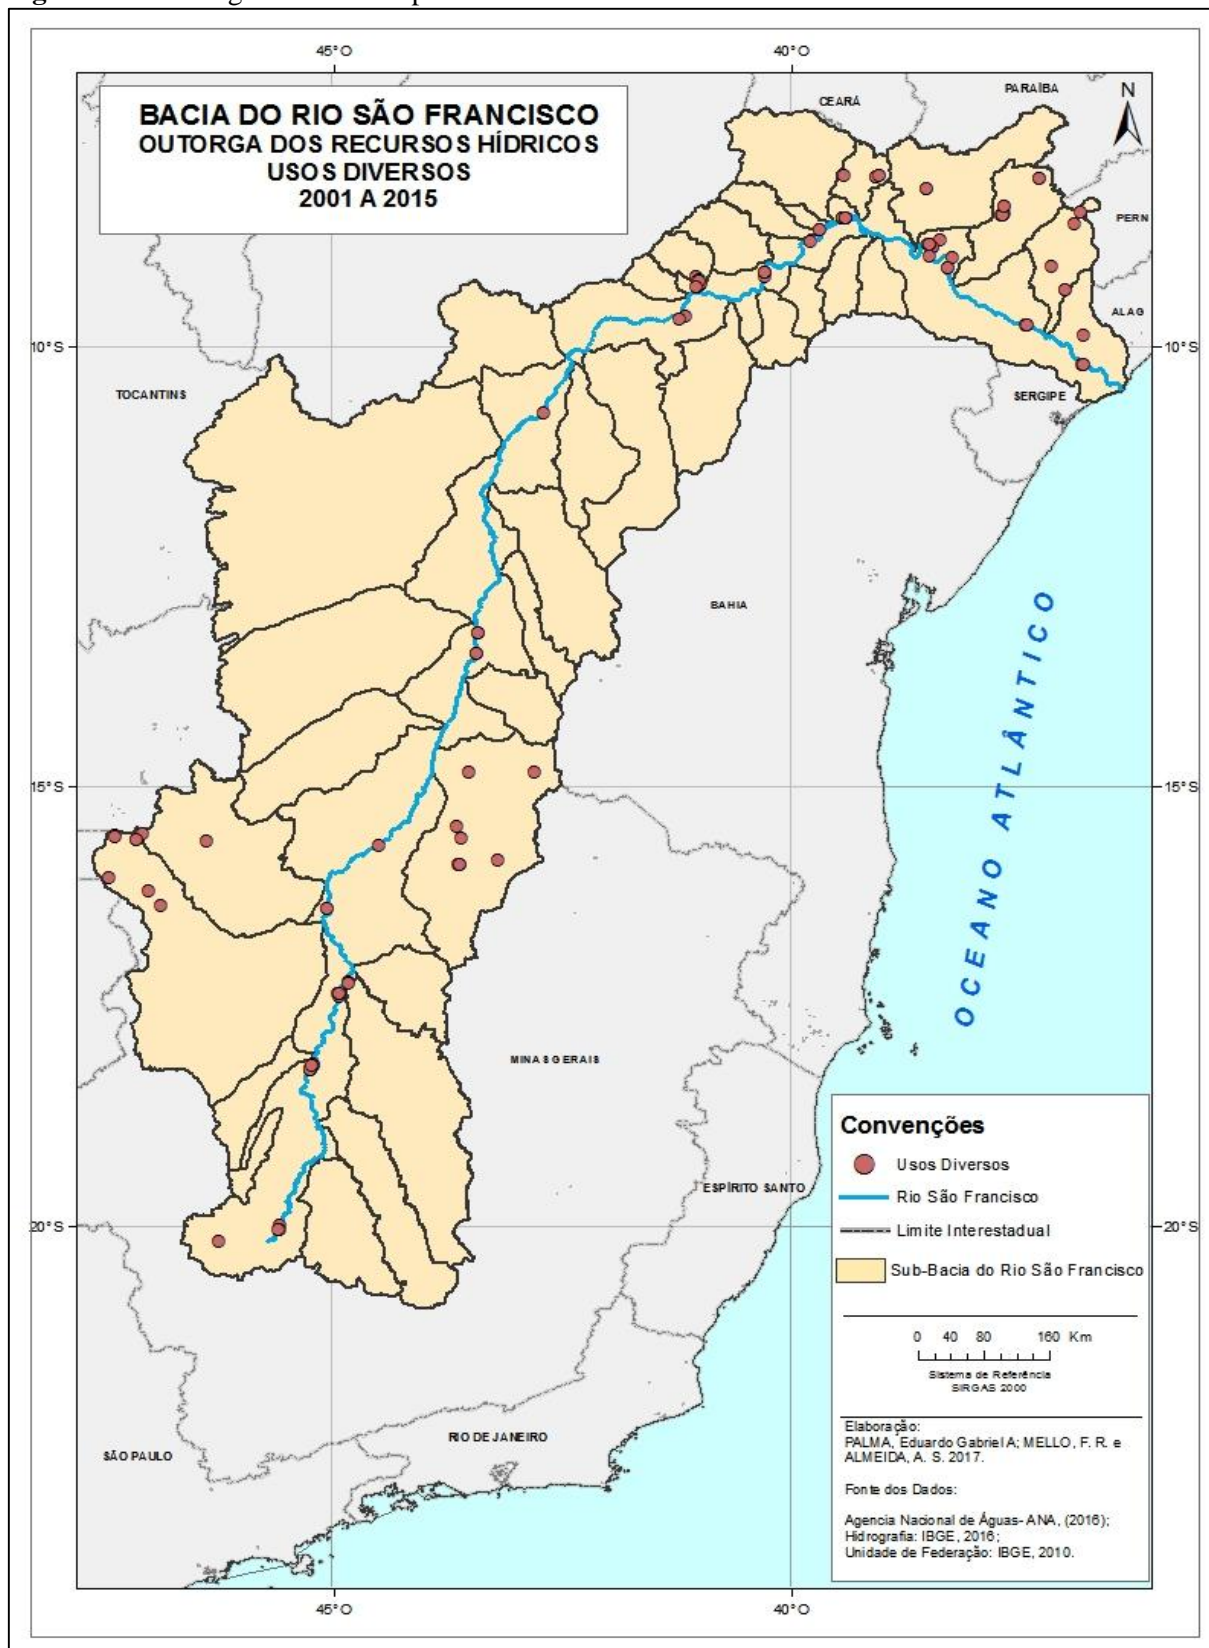 45°O
40°O
BACIA DO RIO SÃO FRANCISCO
OUTORGA DOS RECURSOS HÍDRICOS
USOS DIVERSOS
2001 A 2015
CEARÁ
PARAÍBA
N
PERN
ALAG
10°S
10°S
TOCANTINS
SERGIPE
BAHIA
OCEANO ATLÂNTICO
15°S
15°S
MINAS GERAIS
ESPÍRITO SANTO
20°S
20°S
SÃO PAULO
RIO DE JANEIRO
Convenções
Usos Diversos
Rio São Francisco
Limite Interestadual
Sub-Bacia do Rio São Francisco
0 40 80 160 Km
Sistema de Referência
SIRGAS 2000
Elaboração:
PALMA, Eduardo Gabriel A; MELLO, F. R. e
ALMEIDA, A. S. 2017.
Fonte dos Dados:
Agencia Nacional de Águas- ANA, (2016);
Hidrografia: IBGE, 2016;
Unidade de Federação: IBGE, 2010.
45°O
40°O